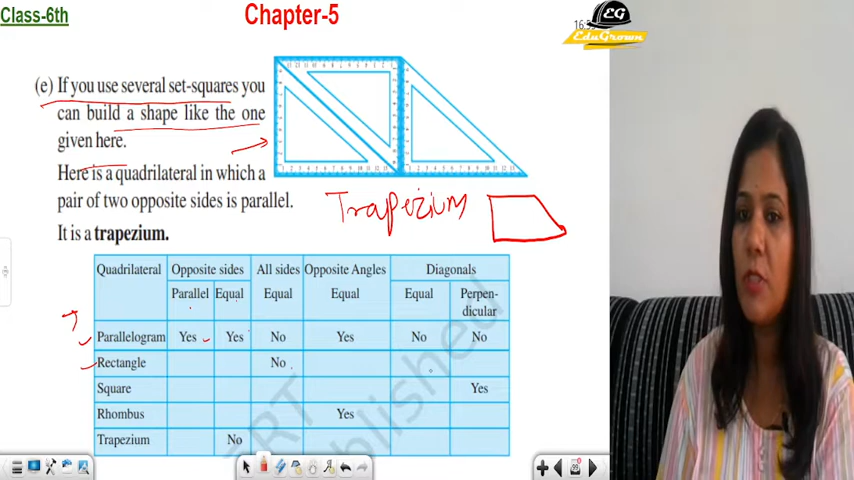 Class-6th
Chapter-5
EG
EduGrown
(e) If you use several set-squares you
can build a shape like the one
given here.
Here is a quadrilateral in which a
pair of two opposite sides is parallel.
It is a trapezium.
Trapezium
Quadrilateral Opposite sides All sides Opposite Angles Diagonals
Parallel Equal Equal Equal Equal Perpen-
dicular
Parallelogram Yes Yes No Yes No No
Rectangle No
Square Yes
Rhombus Yes
Trapezium No